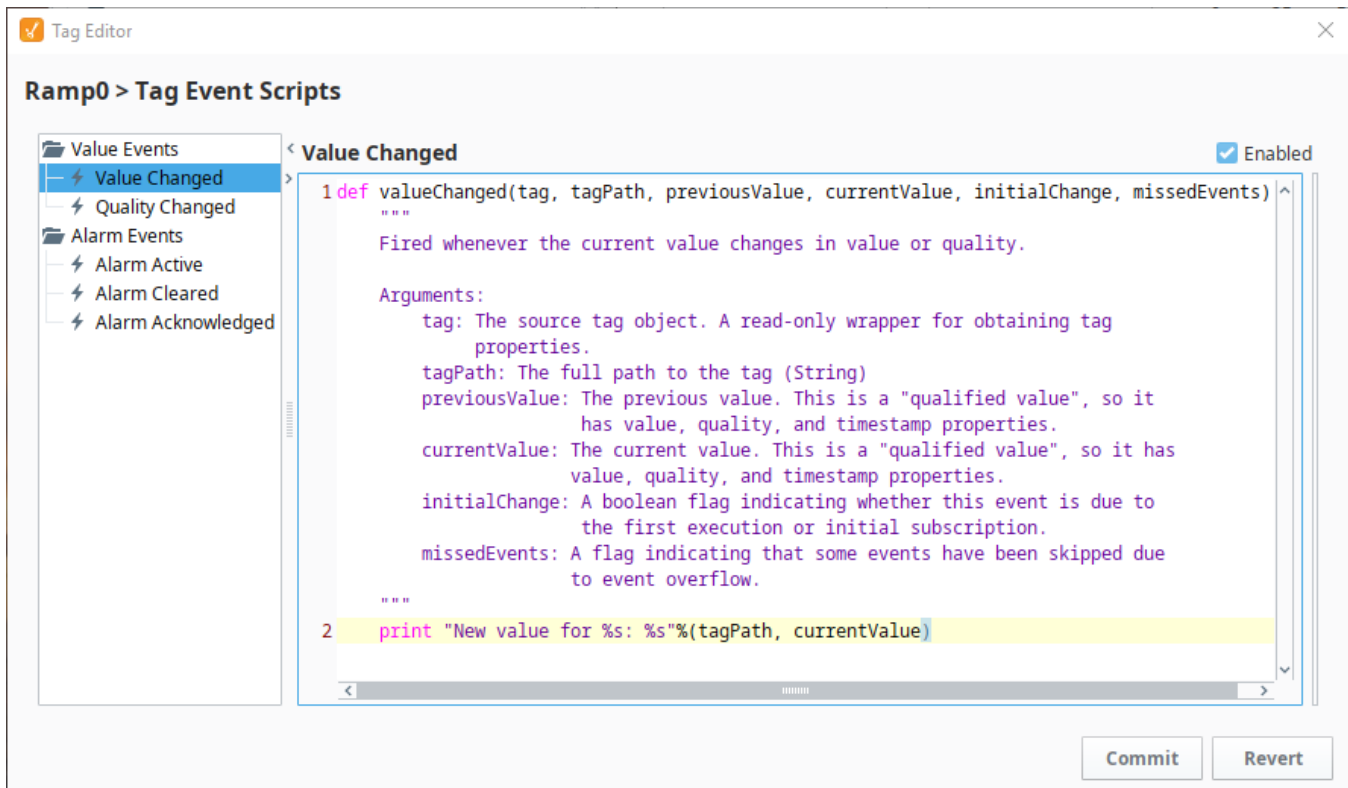 Tag Editor
Ramp0 > Tag Event Scripts
Value Events
Value Changed
Quality Changed
Alarm Events
Alarm Active
Alarm Cleared
Alarm Acknowledged
Value Changed
Enabled
1 def valueChanged(tag, tagPath, previousValue, currentValue, initialChange, missedEvents)
"""
Fired whenever the current value changes in value or quality.
Arguments:
tag: The source tag object. A read-only wrapper for obtaining tag
properties.
tagPath: The full path to the tag (String)
previousValue: The previous value. This is a "qualified value", so it
has value, quality, and timestamp properties.
currentValue: The current value. This is a "qualified value", so it has
value, quality, and timestamp properties.
initialChange: A boolean flag indicating whether this event is due to
the first execution or initial subscription.
missedEvents: A flag indicating that some events have been skipped due
to event overflow.
"""
2 print "New value for %s: %s"%(tagPath, currentValue)
Commit
Revert